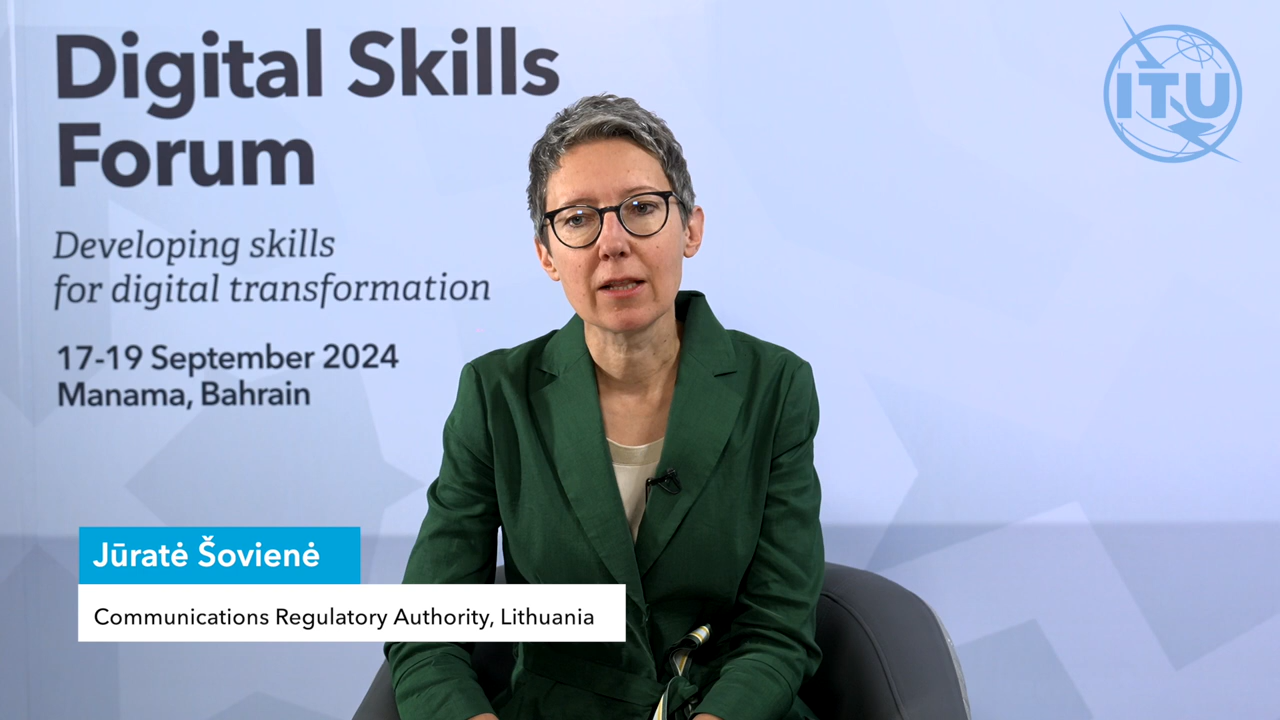 Digital Skills
Forum
Developing skills
for digital transformation
17-19 September 2024
Manama, Bahrain
ITU
Jūratė Šovienė
Communications Regulatory Authority, Lithuania